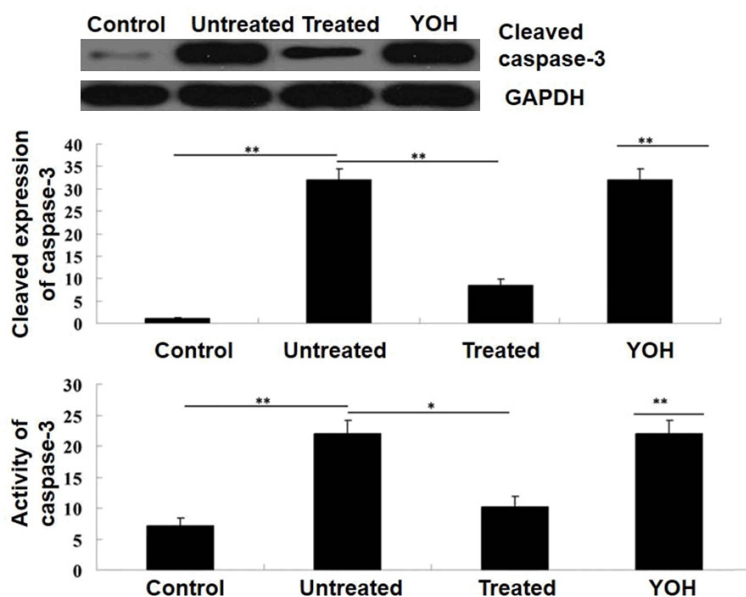 Control Untreated Treated YOH
Cleaved
caspase-3
GAPDH
Cleaved expression
of caspase-3
40
35
30
25
20
15
10
5
0
** ** **
Control Untreated Treated YOH
Activity of
caspase-3
30
25
20
15
10
5
0
** * **
Control Untreated Treated YOH